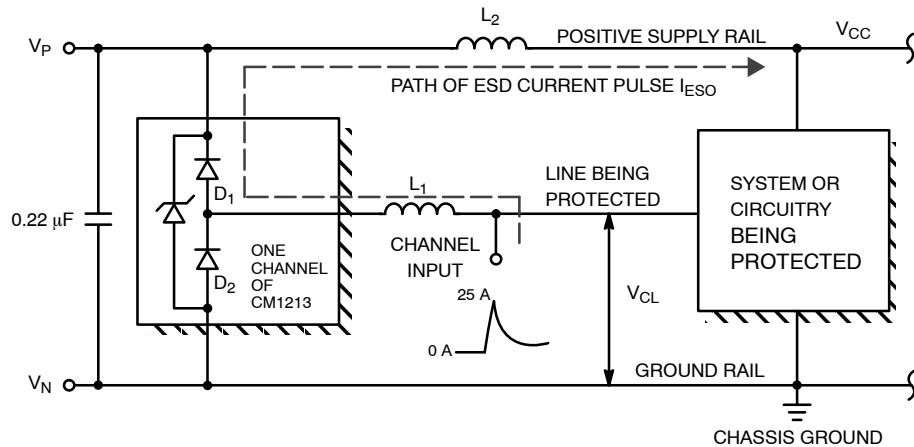 L2
VP
POSITIVE SUPPLY RAIL
VCC
PATH OF ESD CURRENT PULSE IESO
D1
L1
LINE BEING
PROTECTED
SYSTEM OR
CIRCUITRY
BEING
PROTECTED
0.22 μF
D2
ONE
CHANNEL
OF
CM1213
CHANNEL
INPUT
25 A
0 A
VCL
VN
GROUND RAIL
CHASSIS GROUND